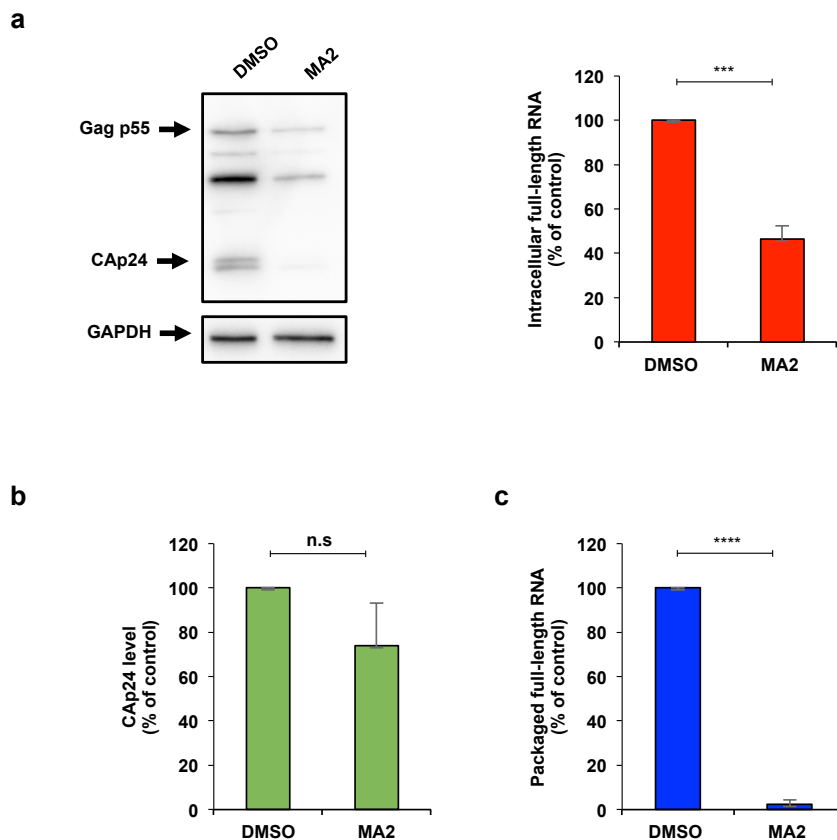 a
DMSO
MA2
Gag p55
CAp24
GAPDH
Intracellular full-length RNA
(% of control)
120
100
80
60
40
20
0
***
DMSO
MA2
b
CAp24 level
(% of control)
120
100
80
60
40
20
0
n.s
DMSO
MA2
c
Packaged full-length RNA
(% of control)
120
100
80
60
40
20
0
****
DMSO
MA2